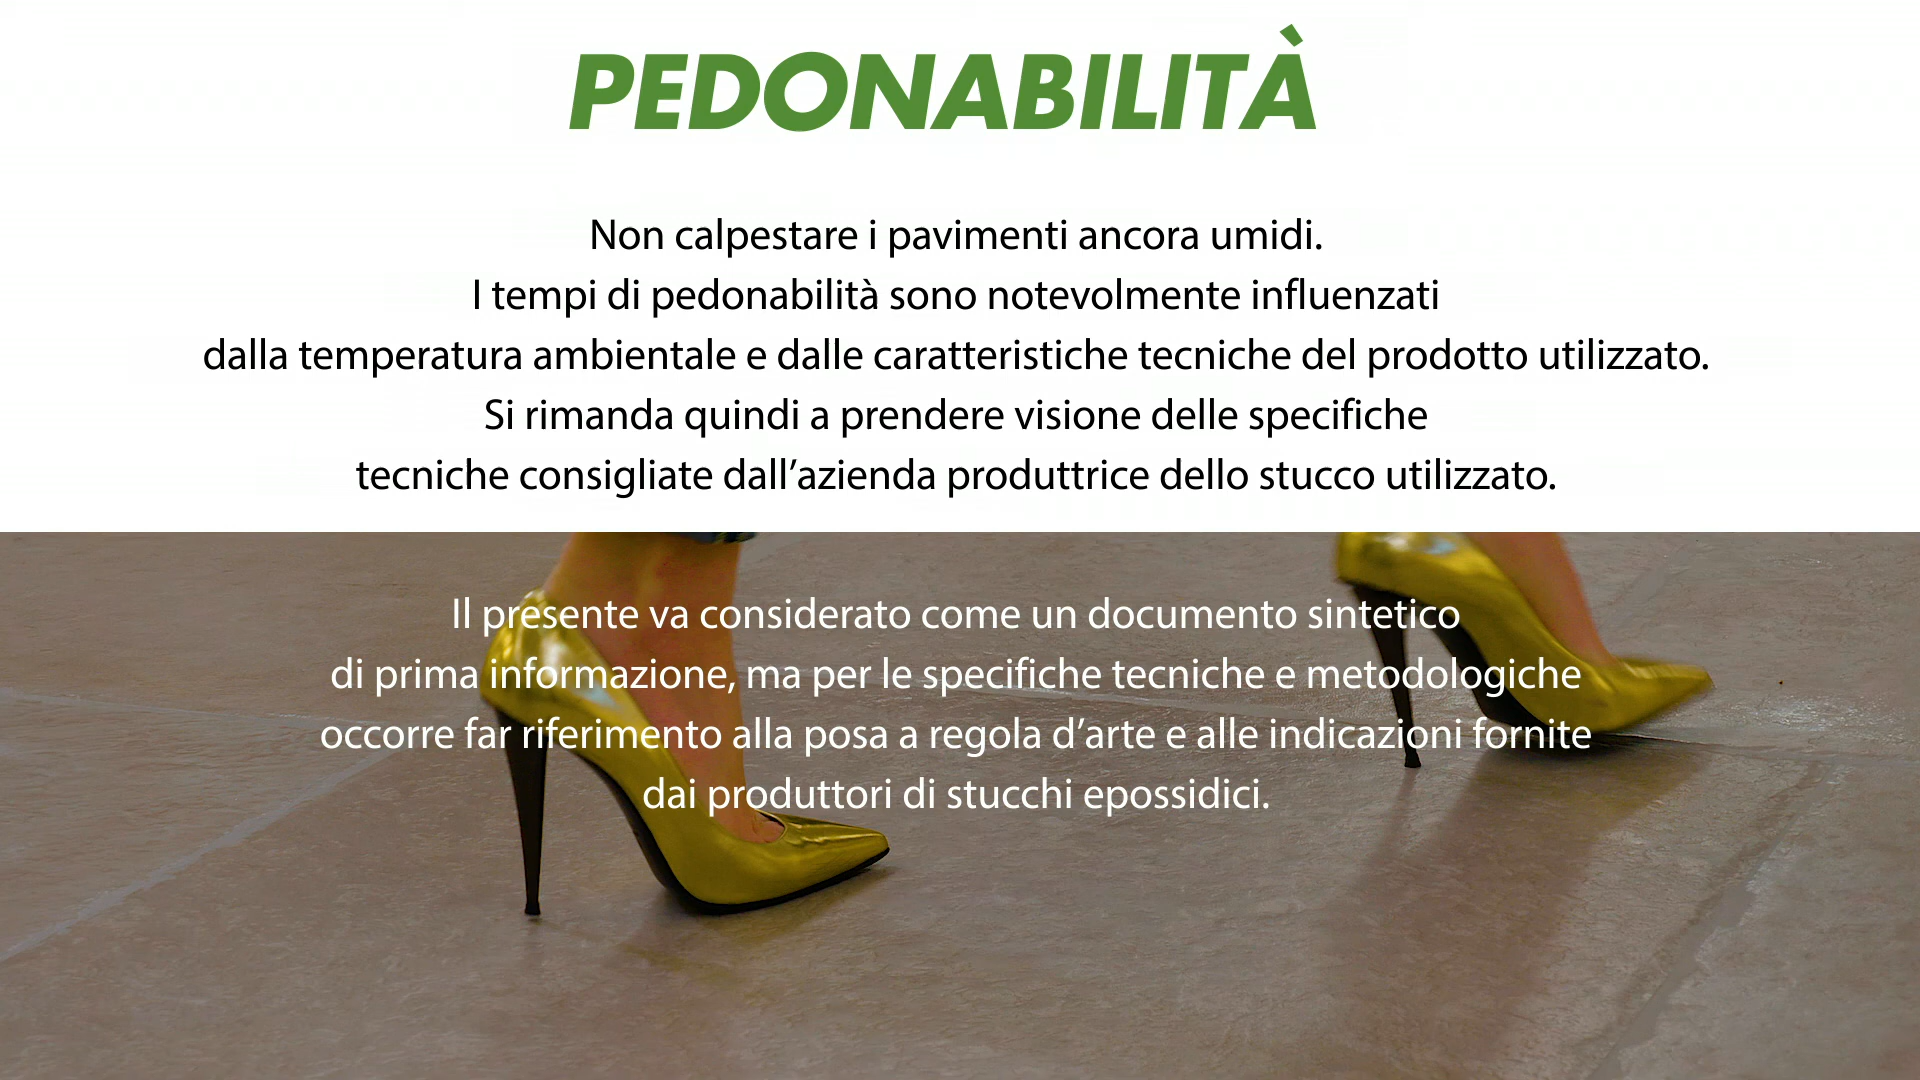 PEDONABILITÀ
Non calpestare i pavimenti ancora umidi.
I tempi di pedonabilità sono notevolmente influenzati
dalla temperatura ambientale e dalle caratteristiche tecniche del prodotto utilizzato.
Si rimanda quindi a prendere visione delle specifiche
tecniche consigliate dall’azienda produttrice dello stucco utilizzato.
Il presente va considerato come un documento sintetico
di prima informazione, ma per le specifiche tecniche e metodologiche
occorre far riferimento alla posa a regola d’arte e alle indicazioni fornite
dai produttori di stucchi epossidici.